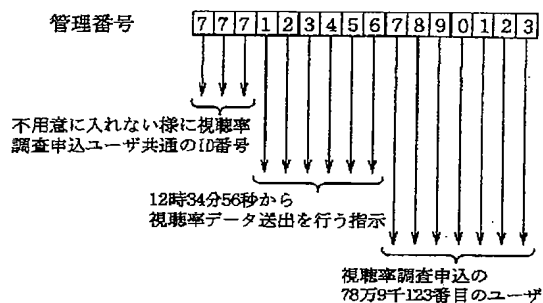 管理番号 7771234567890123
不用意に入れない様に視聴率
調査申込ユーザ共通のID番号
12時34分56秒から
視聴率データ送出を行う指示
視聴率調査申込の
78万9千123番目のユーザ